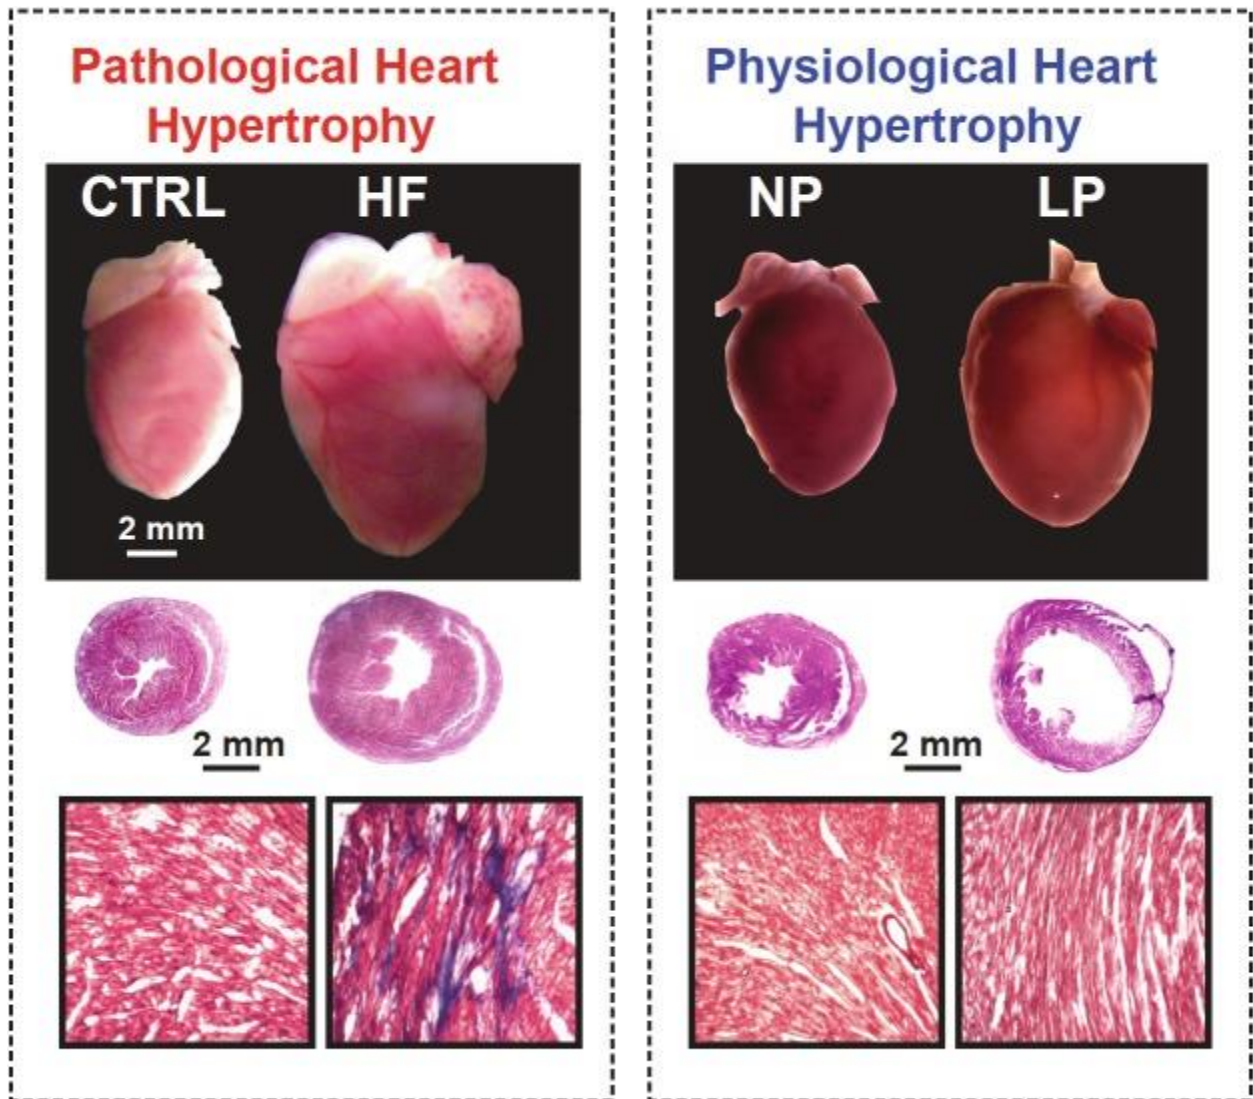 Pathological Heart
Hypertrophy
CTRL HF
2 mm
2 mm
Physiological Heart
Hypertrophy
NP LP
2 mm